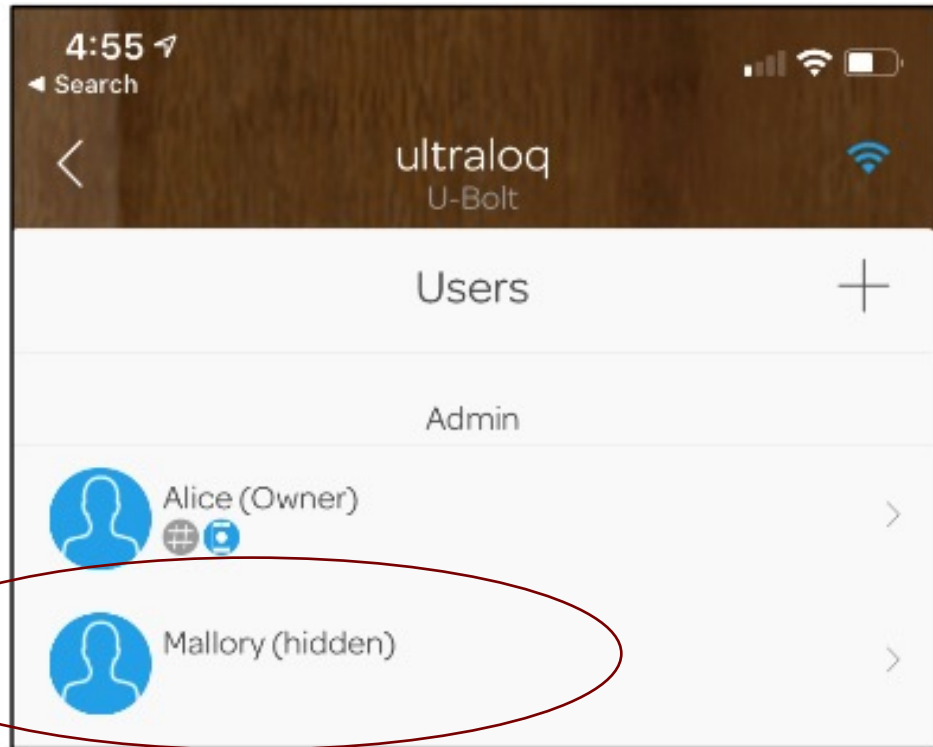 4:55
◀ Search
ultraloq
U-Bolt
Users
Admin
Alice (Owner)
Mallory (hidden)